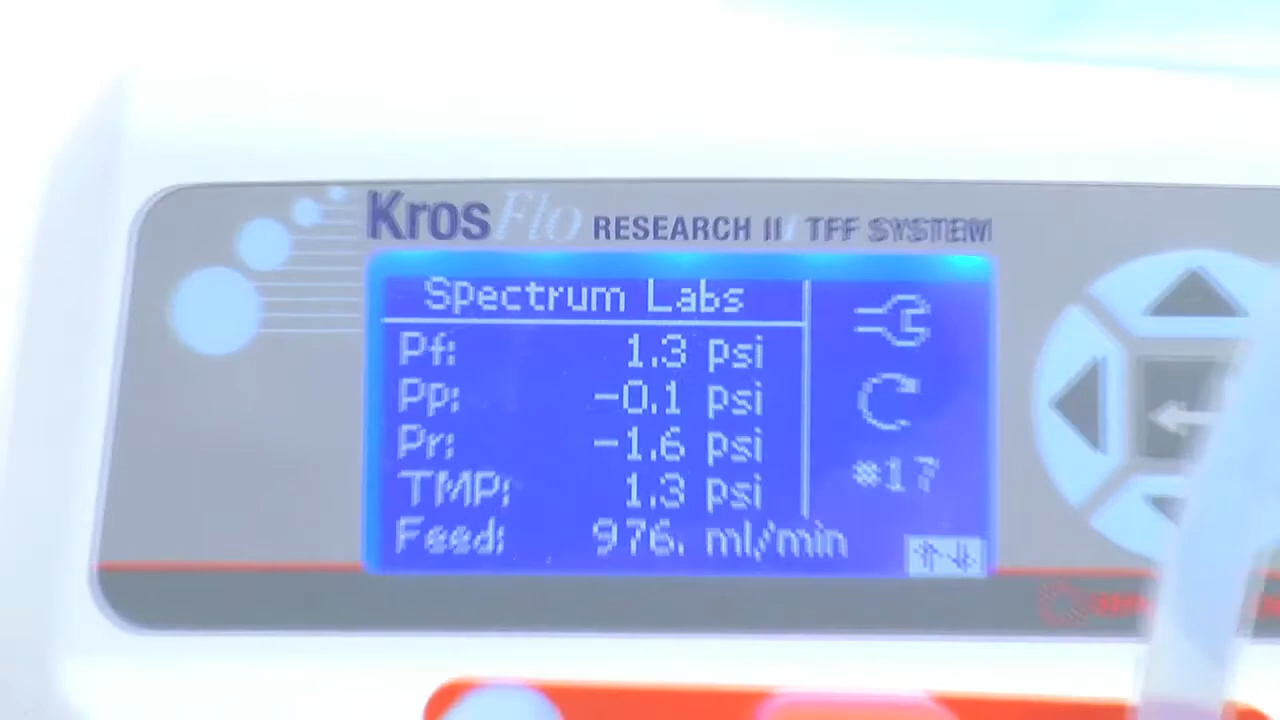 KrosFlo RESEARCH IIi TFF SYSTEM
Spectrum Labs
Pf: 1.3 psi
Pp: -0.1 psi
Pr: -1.6 psi
#17
TMP: 1.3 psi
Feed: 976. ml/min